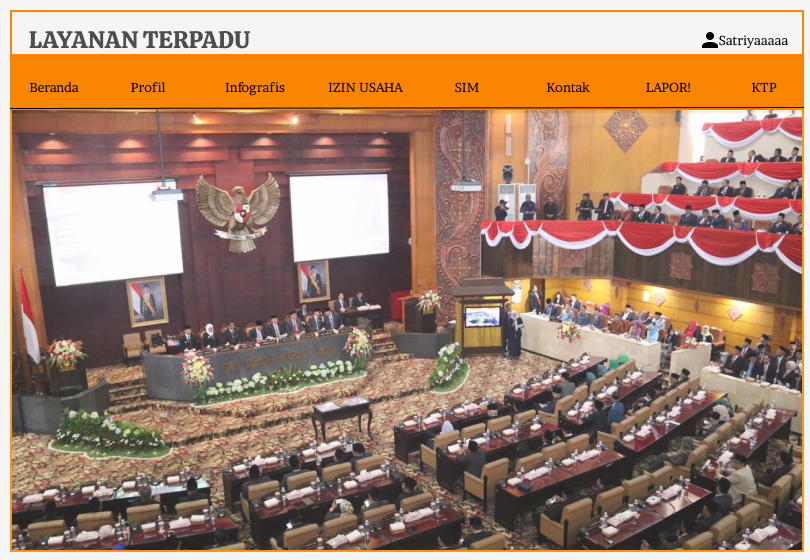 LAYANAN TERPADU
Satriyaaaaa
Beranda Profil Infografis IZIN USAHA SIM Kontak LAPOR! KTP